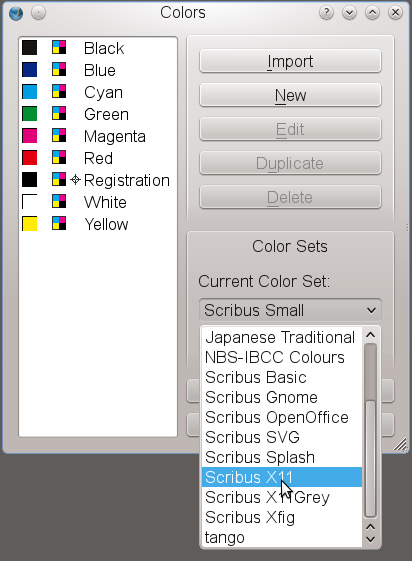 Colors
?
Black
Blue
Cyan
Green
Magenta
Red
Registration
White
Yellow
Import
New
Edit
Duplicate
Delete
Color Sets
Current Color Set:
Scribus Small
Japanese Traditional
NBS-IBCC Colours
Scribus Basic
Scribus Gnome
Scribus OpenOffice
Scribus SVG
Scribus Splash
Scribus X11
Scribus X11Grey
Scribus Xfig
tango